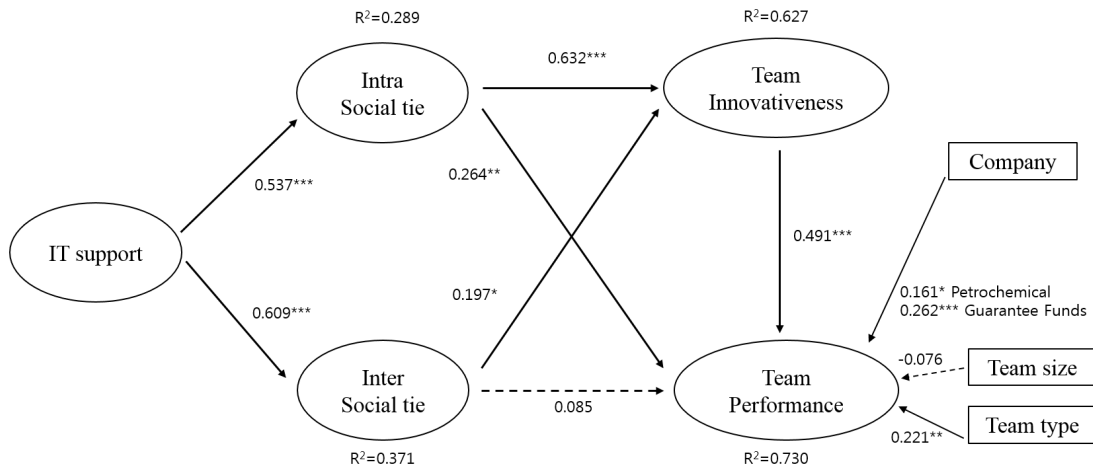 R²=0.289
R²=0.627
Intra
Social tie
0.632***
Team
Innovativeness
Company
0.537***
0.264**
IT support
0.491***
0.609***
0.197*
0.161* Petrochemical
0.262*** Guarantee Funds
Inter
Social tie
0.085
Team
Performance
-0.076
Team size
Team type
0.221**
R²=0.371
R²=0.730